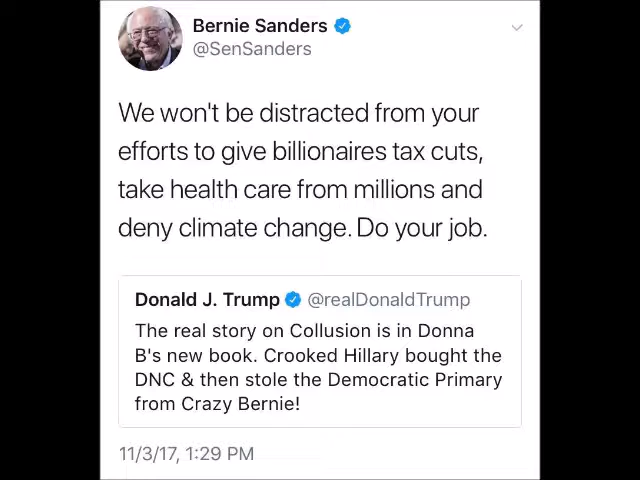 Bernie Sanders
@SenSanders
We won't be distracted from your
efforts to give billionaires tax cuts,
take health care from millions and
deny climate change. Do your job.
Donald J. Trump @realDonaldTrump
The real story on Collusion is in Donna
B's new book. Crooked Hillary bought the
DNC & then stole the Democratic Primary
from Crazy Bernie!
11/3/17, 1:29 PM